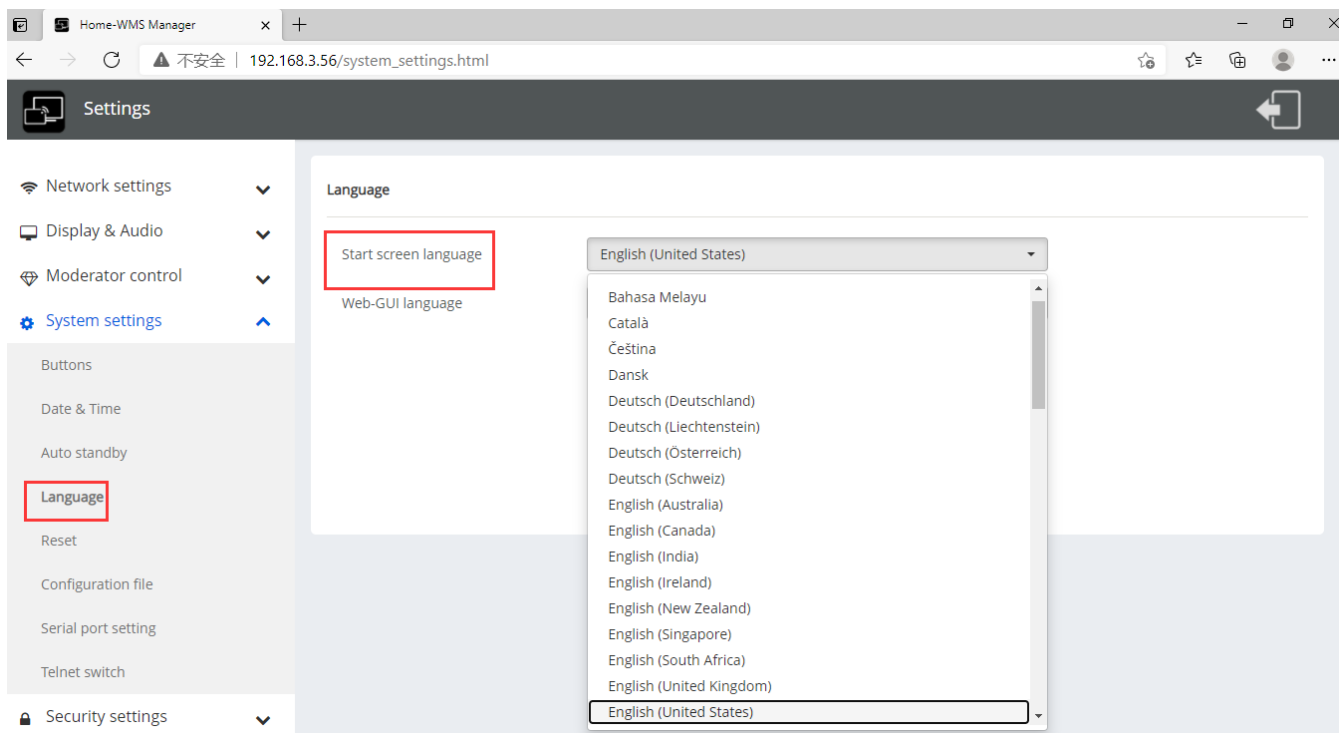 Home-WMS Manager
不安全 | 192.168.3.56/system_settings.html
Settings
Network settings
Display & Audio
Moderator control
System settings
Buttons
Date & Time
Auto standby
Language
Reset
Configuration file
Serial port setting
Telnet switch
Security settings
Language
Start screen language
English (United States)
Web-GUI language
Bahasa Melayu
Català
Čeština
Dansk
Deutsch (Deutschland)
Deutsch (Liechtenstein)
Deutsch (Österreich)
Deutsch (Schweiz)
English (Australia)
English (Canada)
English (India)
English (Ireland)
English (New Zealand)
English (Singapore)
English (South Africa)
English (United Kingdom)
English (United States)